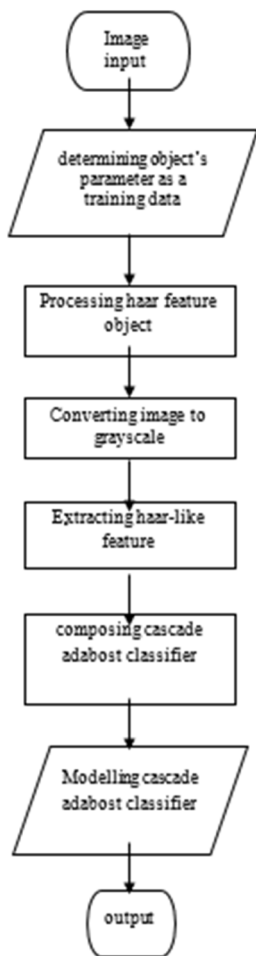 Image
input
determining object's
parameter as a
training data
Processing haar feature
object
Converting image to
grayscale
Extracting haar-like
feature
composing cascade
adabost classifier
Modelling cascade
adabost classifier
output